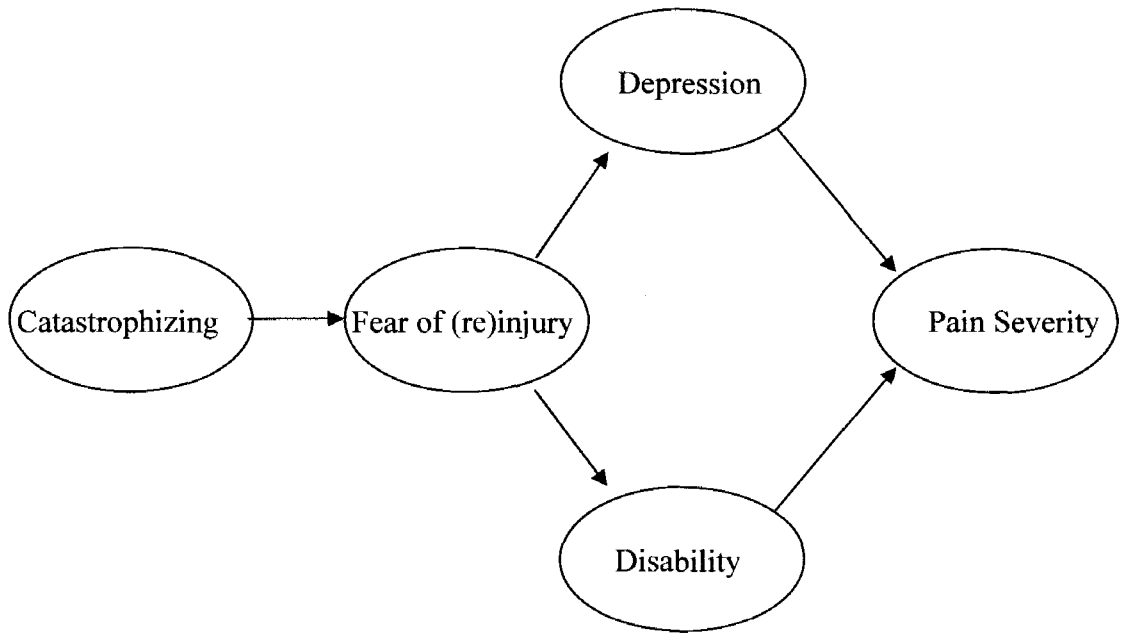 Depression
Catastrophizing
Fear of (re)injury
Pain Severity
Disability